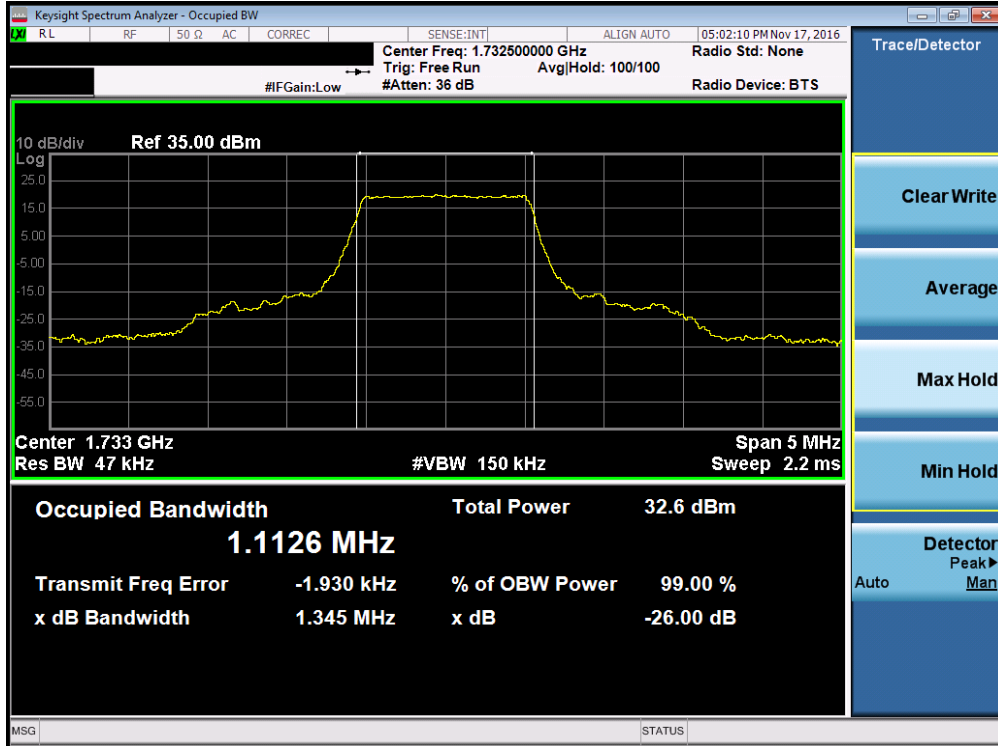 Keysight Spectrum Analyzer - Occupied BW
LXI RL RF 50 Ω AC CORREC SENSE:INT ALIGN AUTO 05:02:10 PM Nov 17, 2016
Center Freq: 1.732500000 GHz Radio Std: None
Trig: Free Run Avg|Hold: 100/100
#IFGain:Low #Atten: 36 dB Radio Device: BTS
10 dB/div Ref 35.00 dBm
Log
25.0
15.0
5.00
-5.00
-15.0
-25.0
-35.0
-45.0
-55.0
Center 1.733 GHz Span 5 MHz
Res BW 47 kHz #VBW 150 kHz Sweep 2.2 ms
Occupied Bandwidth Total Power 32.6 dBm
1.1126 MHz
Transmit Freq Error -1.930 kHz % of OBW Power 99.00 %
x dB Bandwidth 1.345 MHz x dB -26.00 dB
Trace/Detector
Clear Write
Average
Max Hold
Min Hold
Detector
Peak▶
Auto Man
MSG STATUS